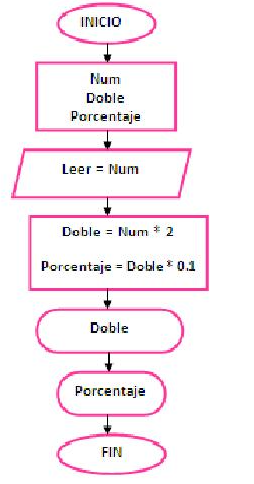 INICIO
Num
Doble
Porcentaje
Leer = Num
Doble = Num * 2
Porcentaje = Doble * 0.1
Doble
Porcentaje
FIN